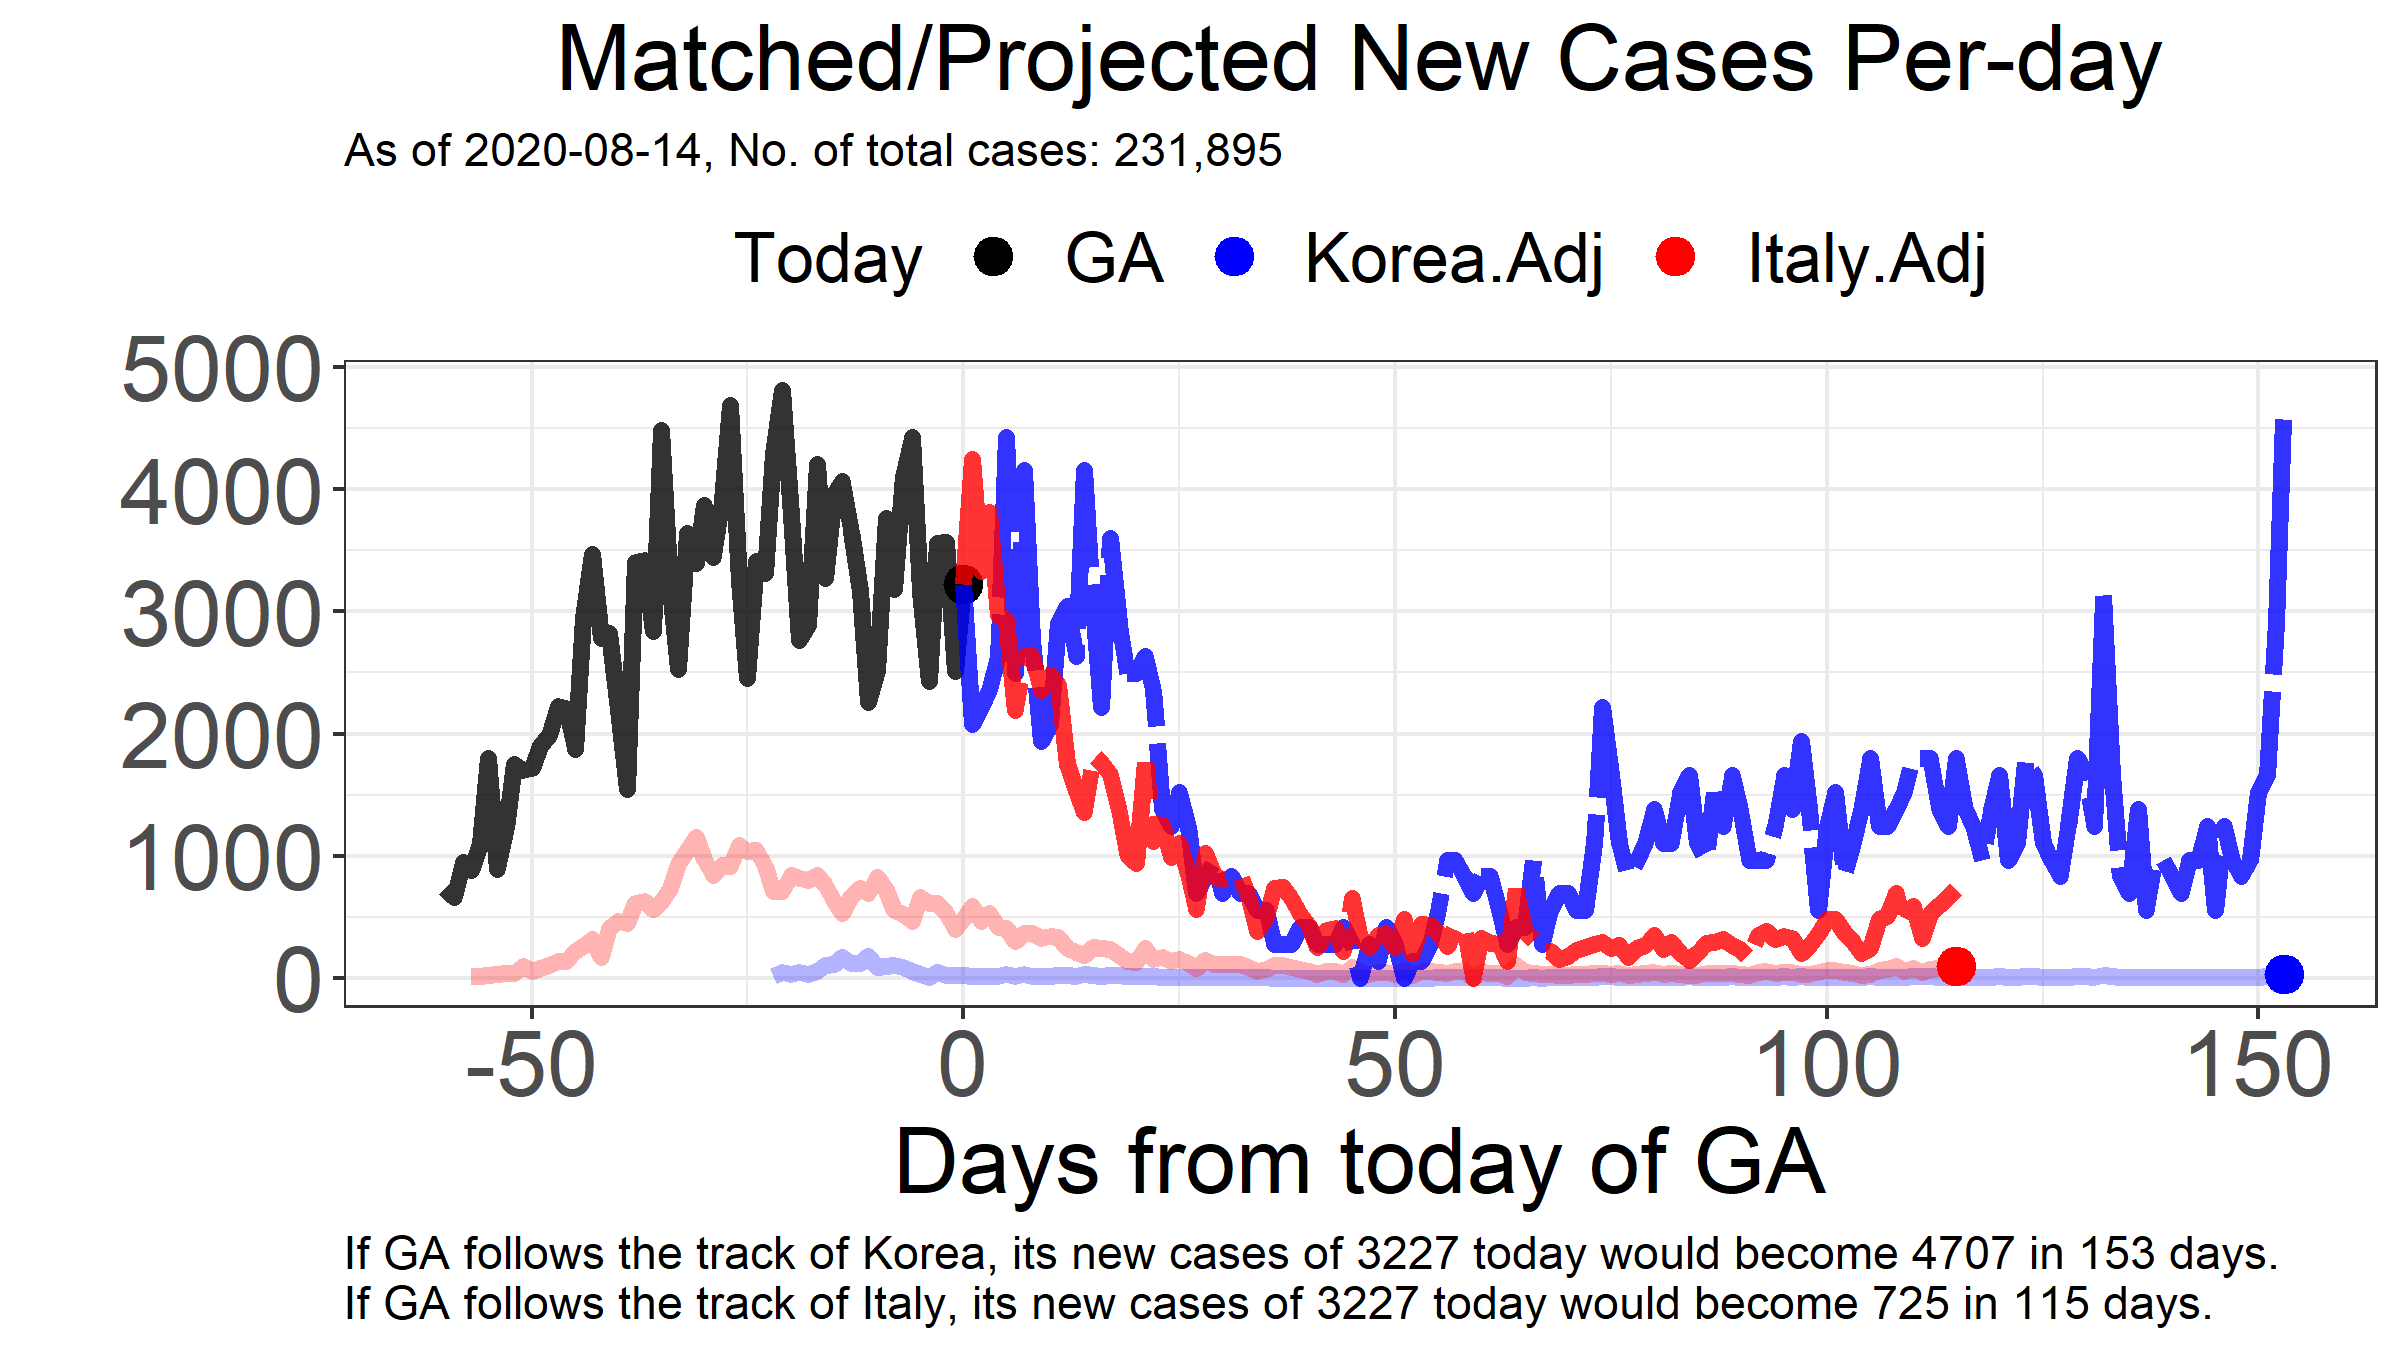 Matched/Projected New Cases Per-day
As of 2020-08-14, No. of total cases: 231,895
Today GA Korea.Adj Italy.Adj
5000
4000
3000
2000
1000
0
-50 0 50 100 150
Days from today of GA
If GA follows the track of Korea, its new cases of 3227 today would become 4707 in 153 days.
If GA follows the track of Italy, its new cases of 3227 today would become 725 in 115 days.